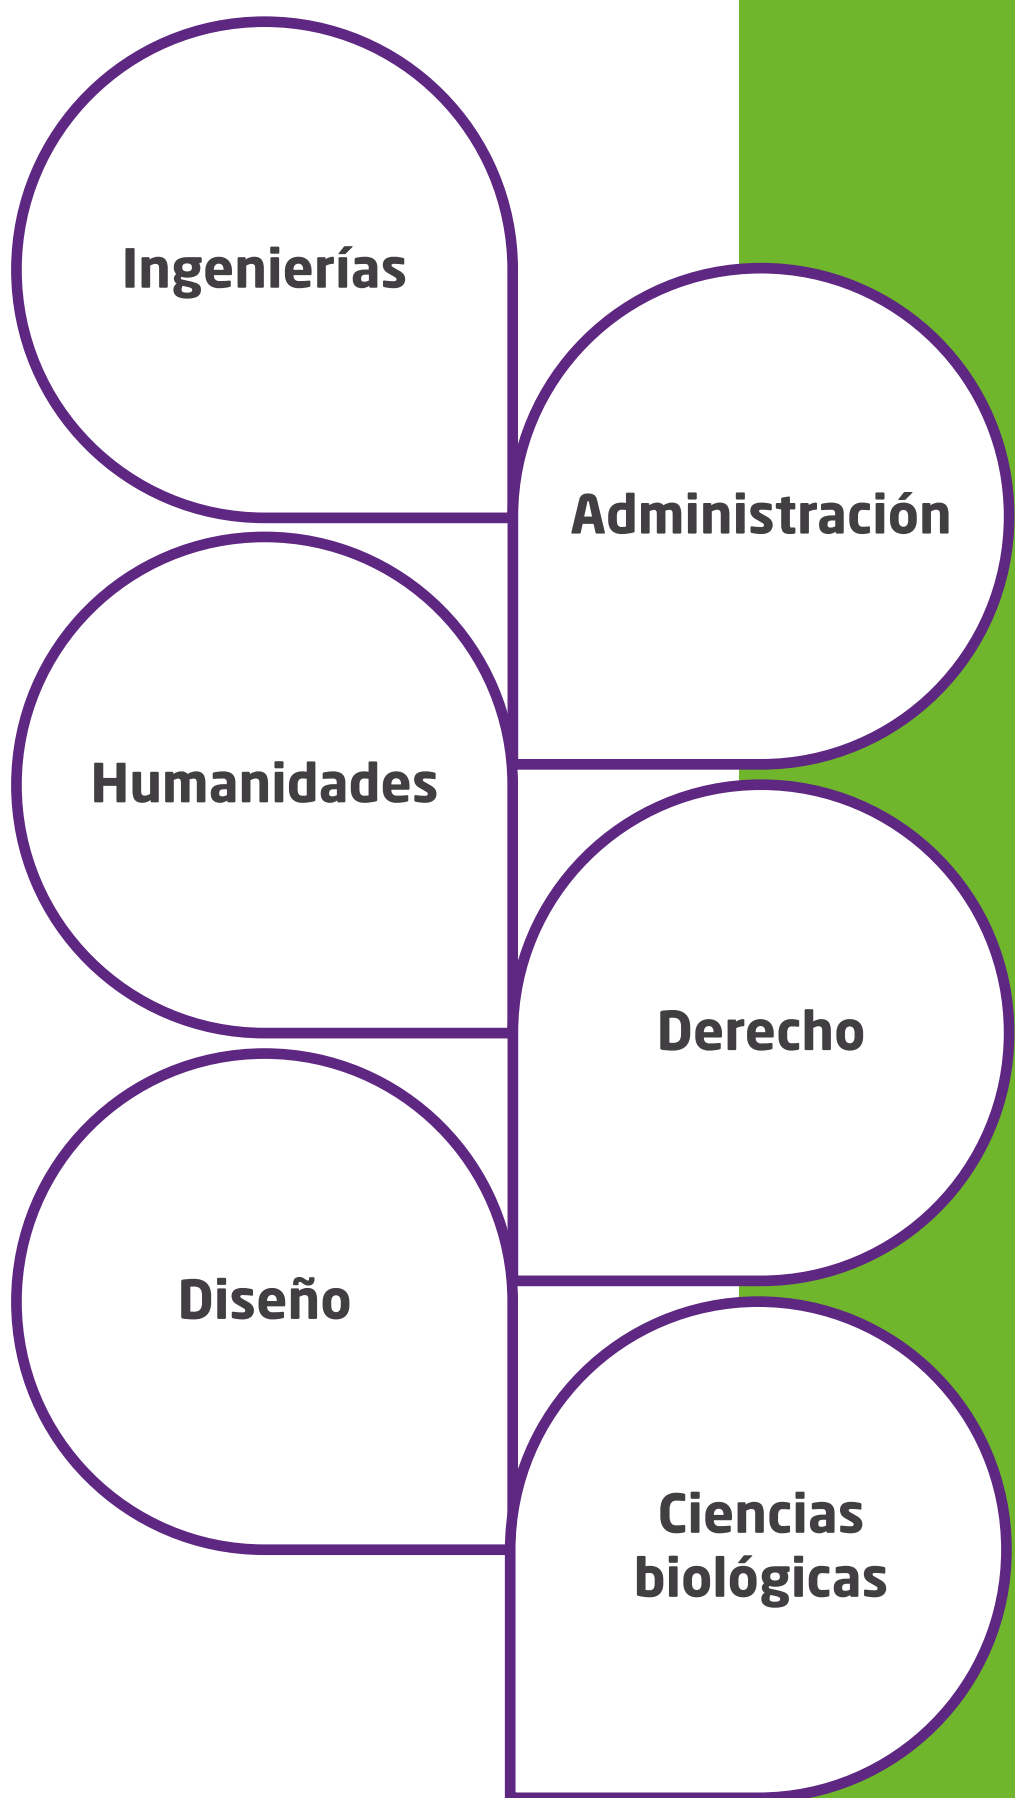 Ingenierías
Administración
Humanidades
Derecho
Diseño
Ciencias
biológicas